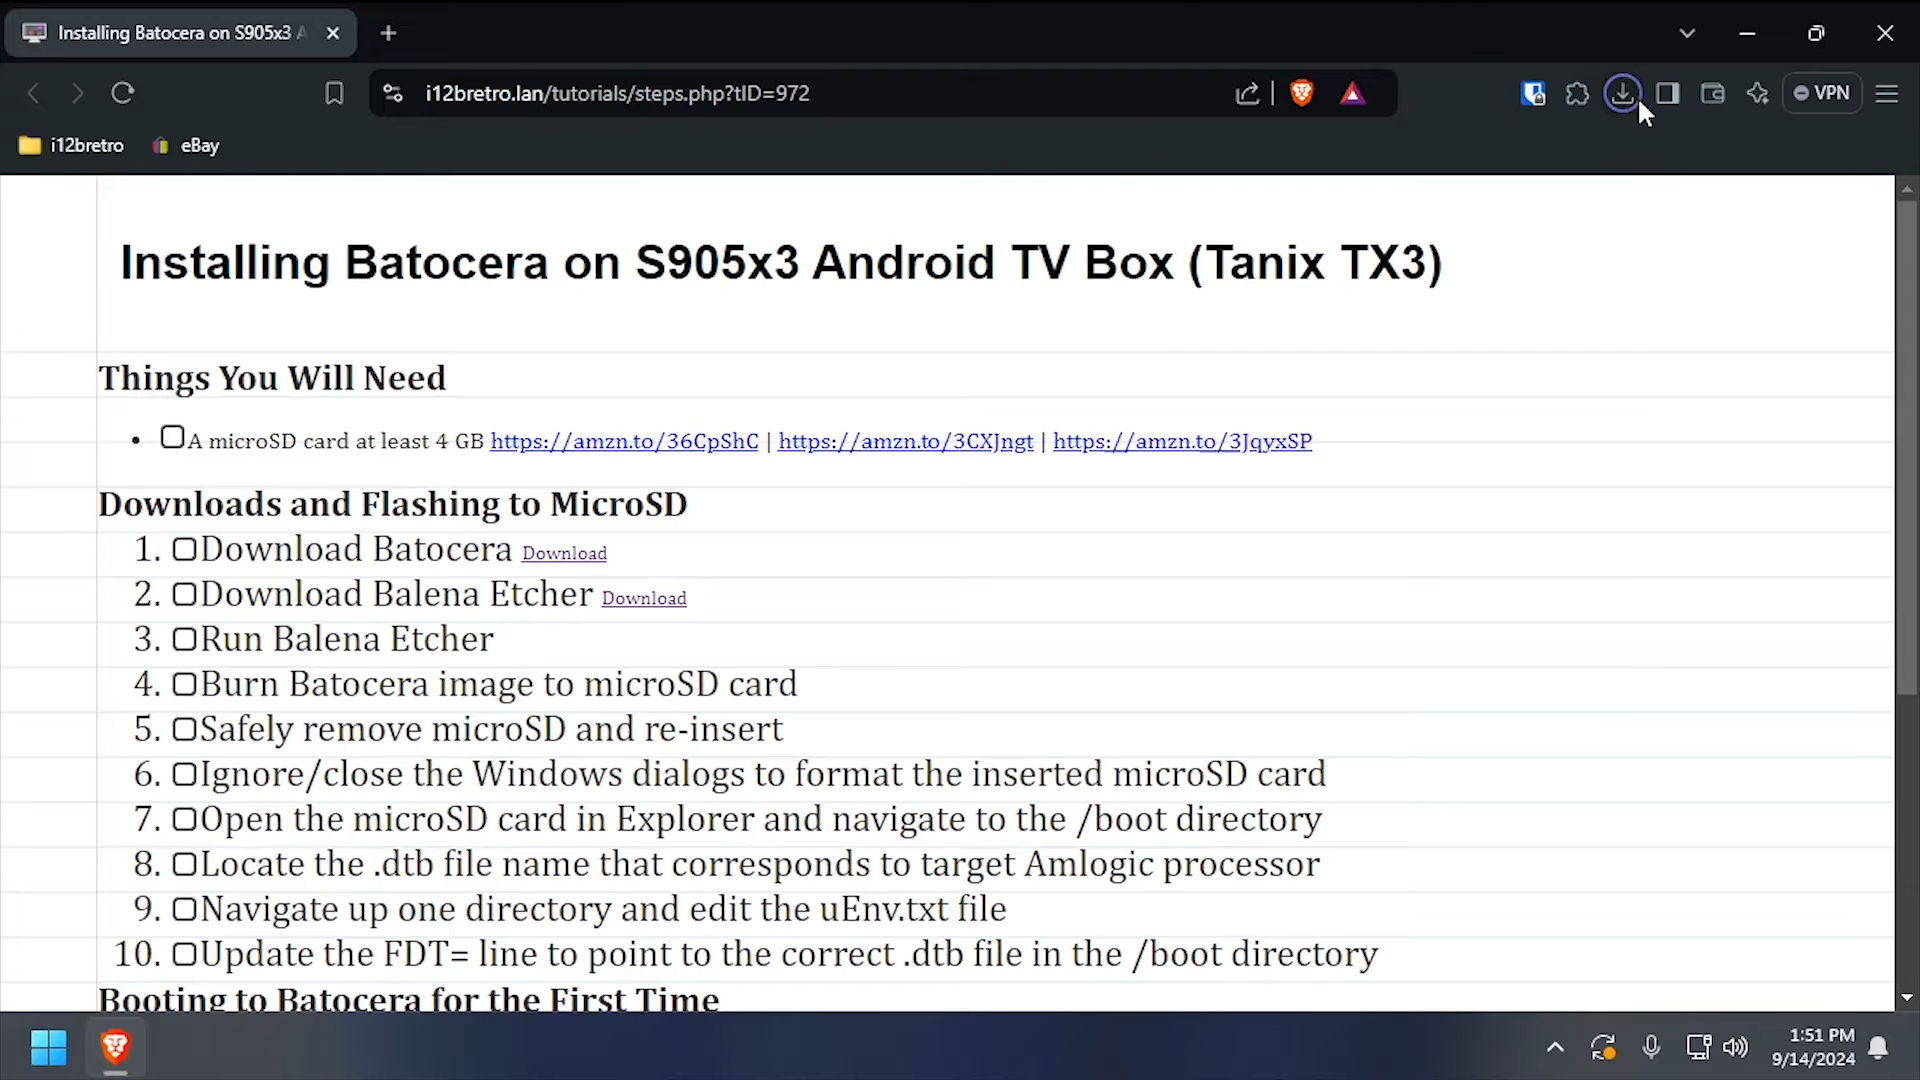 Installing Batocera on S905x3 A
i12bretro.lan/tutorials/steps.php?tID=972
VPN
i12bretro
eBay
Installing Batocera on S905x3 Android TV Box (Tanix TX3)
Things You Will Need
• A microSD card at least 4 GB https://amzn.to/36CpShC | https://amzn.to/3CXJngt | https://amzn.to/3JqyxSP
Downloads and Flashing to MicroSD
1. Download Batocera Download
2. Download Balena Etcher Download
3. Run Balena Etcher
4. Burn Batocera image to microSD card
5. Safely remove microSD and re-insert
6. Ignore/close the Windows dialogs to format the inserted microSD card
7. Open the microSD card in Explorer and navigate to the /boot directory
8. Locate the .dtb file name that corresponds to target Amlogic processor
9. Navigate up one directory and edit the uEnv.txt file
10. Update the FDT= line to point to the correct .dtb file in the /boot directory
Booting to Batocera for the First Time
1:51 PM
9/14/2024